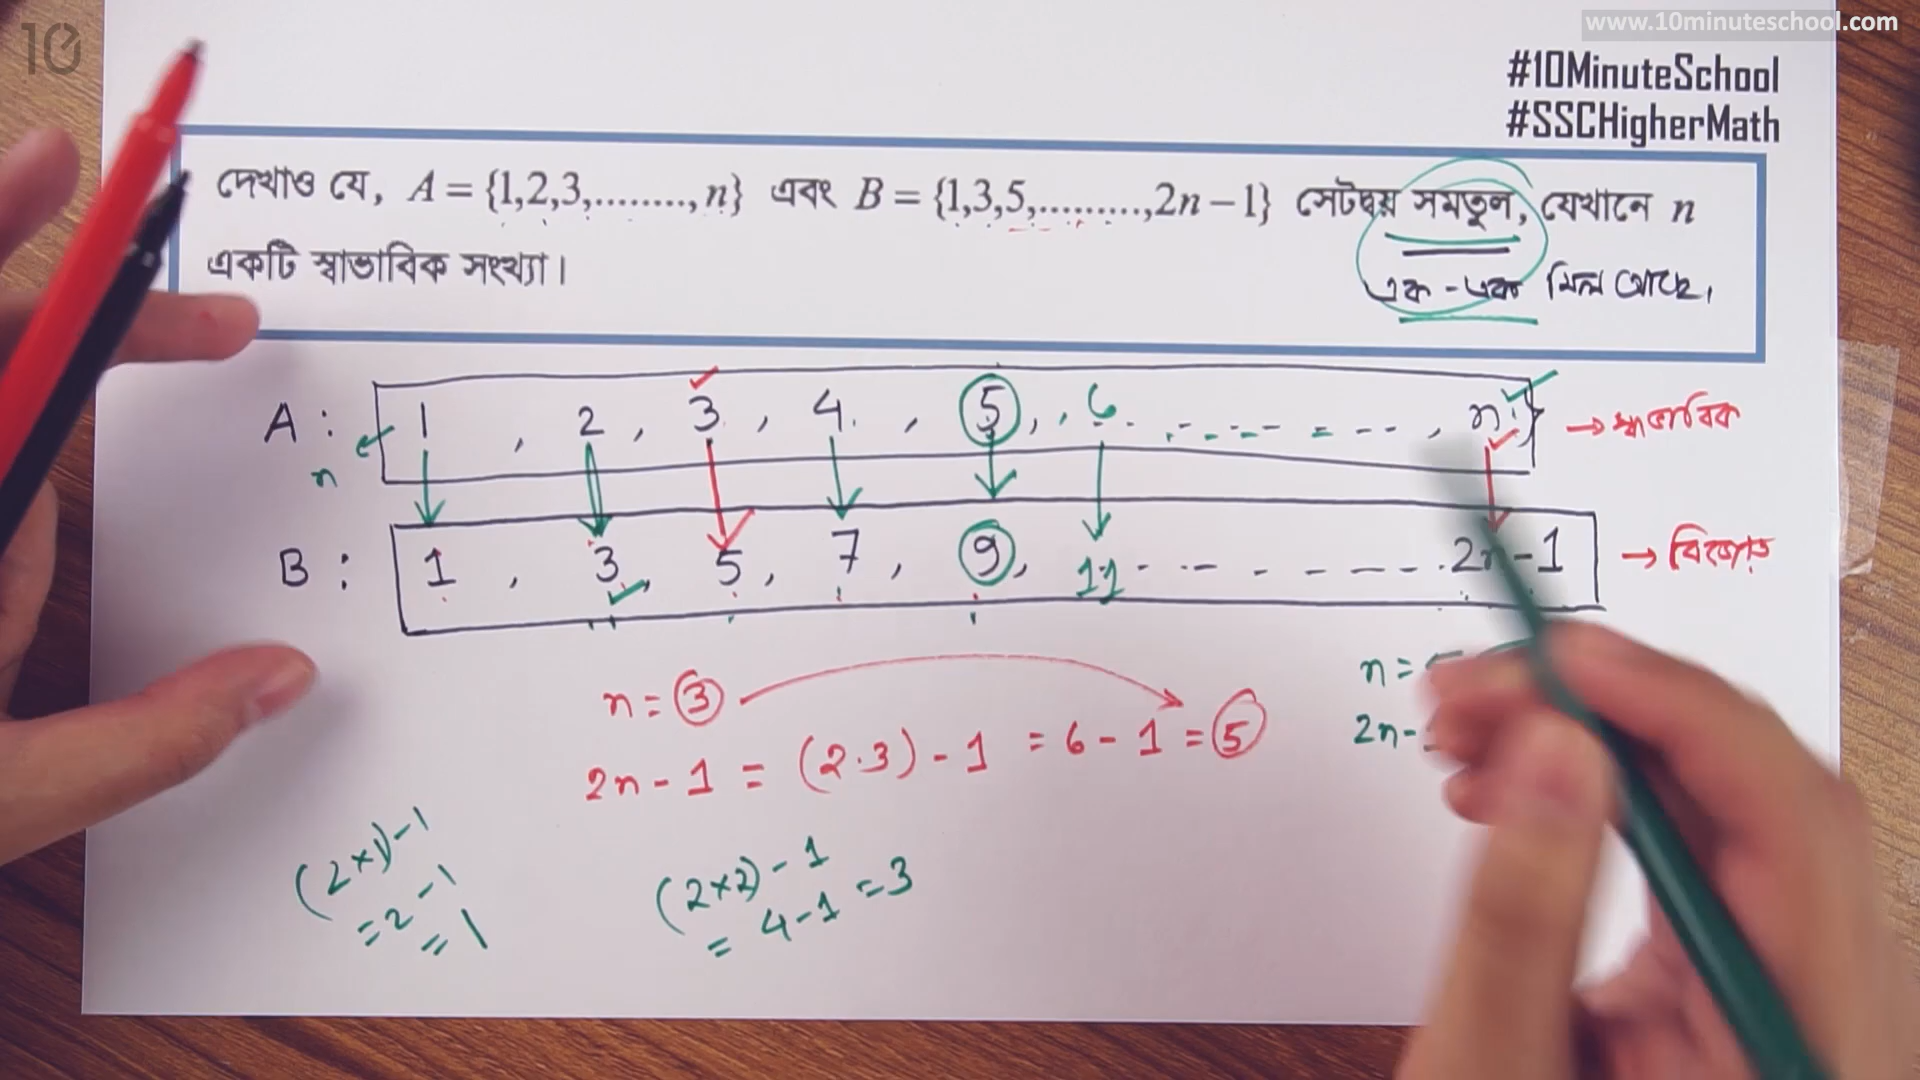 10
www.10minuteschool.com
#10MinuteSchool
#SSCHigherMath
দেখাও যে, A = {1,2,3,........, n} এবং B = {1,3,5,.........,2n – 1} সেটদ্বয় সমতুল, যেখানে n
একটি স্বাভাবিক সংখ্যা।
এক - এক মিল আছে।
A : 1 , 2 , 3 , 4 , 5 , , 6 . - - - - - - - , n } → স্বাভাবিক
n
B : 1 , 3 , 5 , 7 , 9 , 11 - - - - - - - 2n-1 → বিজোড়
n = 3
n =
2n - 1 = (2.3) - 1 = 6 - 1 = 5
2n -
(2×1) - 1
= 2 - 1
= 1
(2×2) - 1
= 4 - 1 = 3